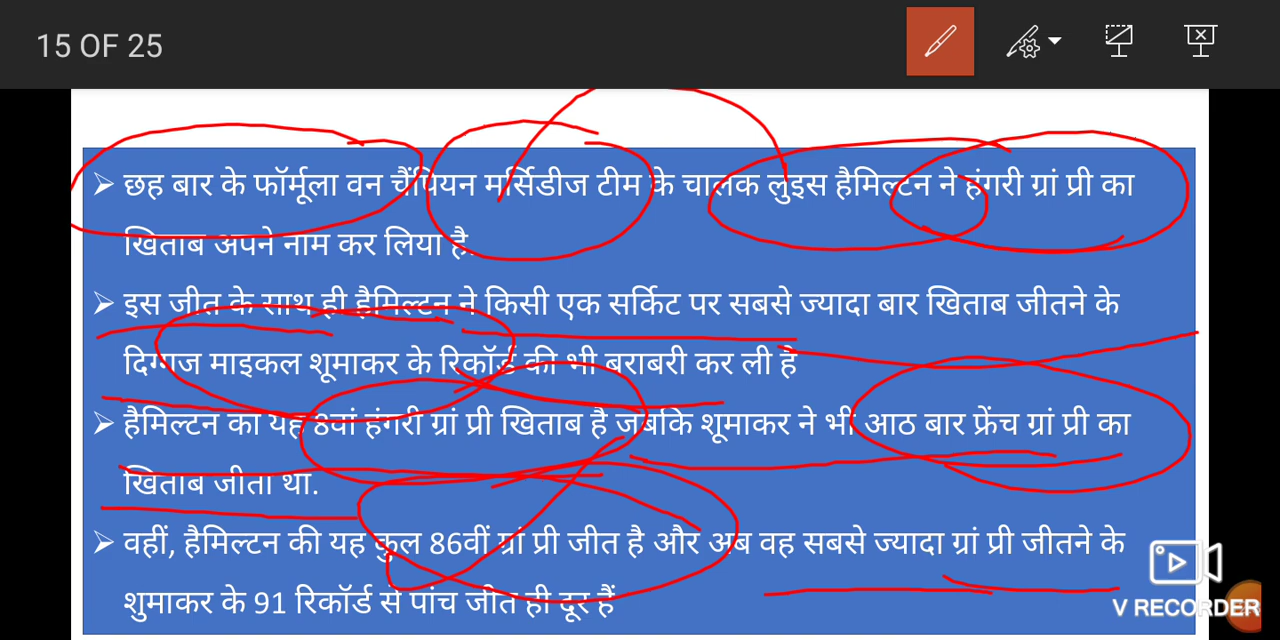 15 OF 25
➢ छह बार के फॉर्मूला वन चैंपियन मर्सिडीज टीम के चालक लुइस हैमिल्टन ने हंगरी ग्रां प्री का
खिताब अपने नाम कर लिया है.
➢ इस जीत के साथ ही हैमिल्टन ने किसी एक सर्किट पर सबसे ज्यादा बार खिताब जीतने के
दिग्गज माइकल शूमाकर के रिकॉर्ड की भी बराबरी कर ली है
➢ हैमिल्टन का यह 8वां हंगरी ग्रां प्री खिताब है जबकि शूमाकर ने भी आठ बार फ्रेंच ग्रां प्री का
खिताब जीता था.
➢ वहीं, हैमिल्टन की यह कुल 86वीं ग्रां प्री जीत है और अब वह सबसे ज्यादा ग्रां प्री जीतने के
शुमाकर के 91 रिकॉर्ड से पांच जीत ही दूर हैं
V RECORDER